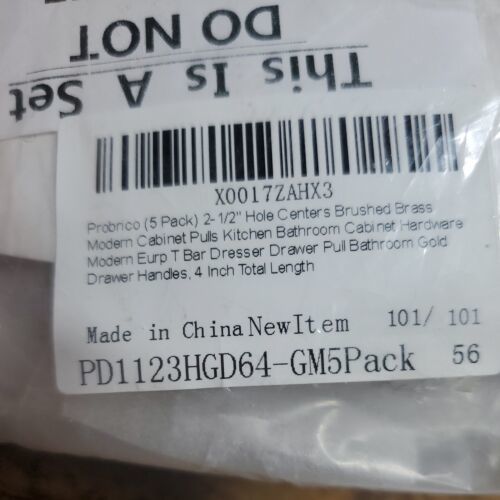 This Is A Set
DO NOT
X0017ZAHX3
Probrico (5 Pack) 2-1/2" Hole Centers Brushed Brass
Modern Cabinet Pulls Kitchen Bathroom Cabinet Hardware
Modern Eurp T Bar Dresser Drawer Pull Bathroom Gold
Drawer Handles, 4 Inch Total Length
Made in China NewItem 101/ 101
PD1123HGD64-GM5Pack 56